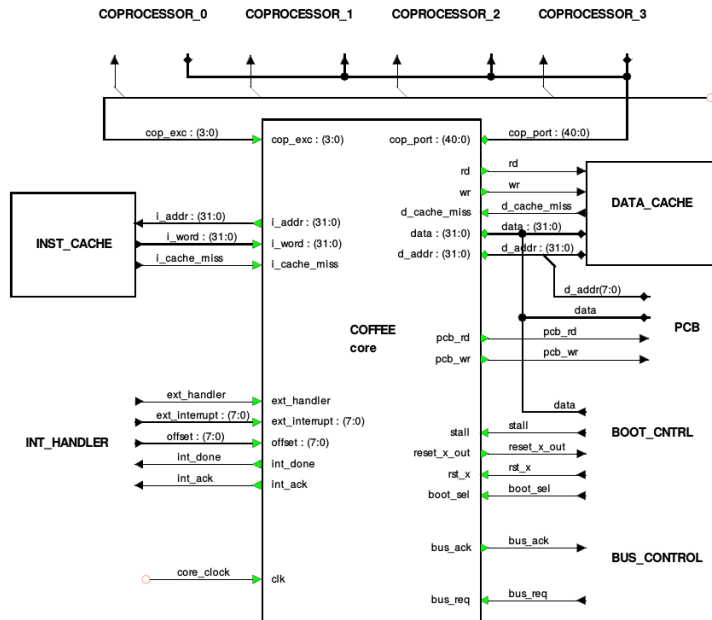 COPROCESSOR_0 COPROCESSOR_1 COPROCESSOR_2 COPROCESSOR_3
cop_exc : (3:0) cop_exc : (3:0) cop_port : (40:0) cop_port : (40:0)
rd rd
wr wr
d_cache_miss d_cache_miss
DATA_CACHE
i_addr : (31:0) i_addr : (31:0) data : (31:0) data : (31:0)
INST_CACHE
i_word : (31:0) i_word : (31:0) d_addr : (31:0) d_addr : (31:0)
i_cache_miss i_cache_miss
d_addr(7:0)
data
COFFEE
core
PCB
pcb_rd pcb_rd
pcb_wr pcb_wr
ext_handler ext_handler
data
ext_interrupt : (7:0) ext_interrupt : (7:0)
INT_HANDLER
offset : (7:0) offset : (7:0)
stall stall
BOOT_CNTRL
int_done int_done
reset_x_out reset_x_out
rst_x rst_x
int_ack int_ack
boot_sel boot_sel
bus_ack bus_ack
BUS_CONTROL
core_clock clk
bus_req bus_req